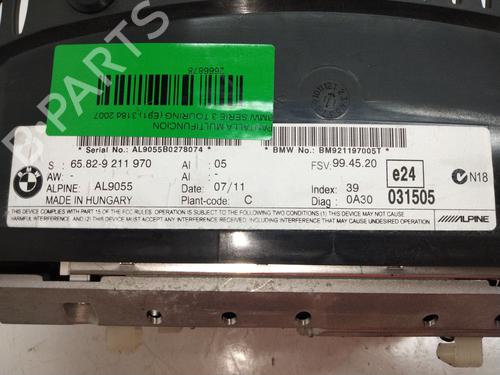 B-PARTS
2666878
PANTALLA MULTIFUNCION
BMW SERIE 3 TOURING (E91) 318d 2007
* Serial No.: AL9055B0278074 *
* BMW No.: BM921197005T *
S 65.82-9 211 970 AI : 05 FSV: 99.45.20 e24 N18
AW: - AI : -
ALPINE: AL9055 Date : 07/11 Index : 39 031505
MADE IN HUNGARY Plant-code: C Diag : 0A30
THIS DEVICE COMPLIES WITH PART 15 OF THE FCC RULES. OPERATION IS SUBJECT TO THE FOLLOWING TWO CONDITIONS: (1) THIS DEVICE MAY NOT CAUSE
HARMFUL INTERFERENCE, AND (2) THIS DEVICE MUST ACCEPT ANY INTERFERENCE RECEIVED, INCLUDING INTERFERENCE THAT MAY CAUSE UNDESIRED OPERATION.
ALPINE